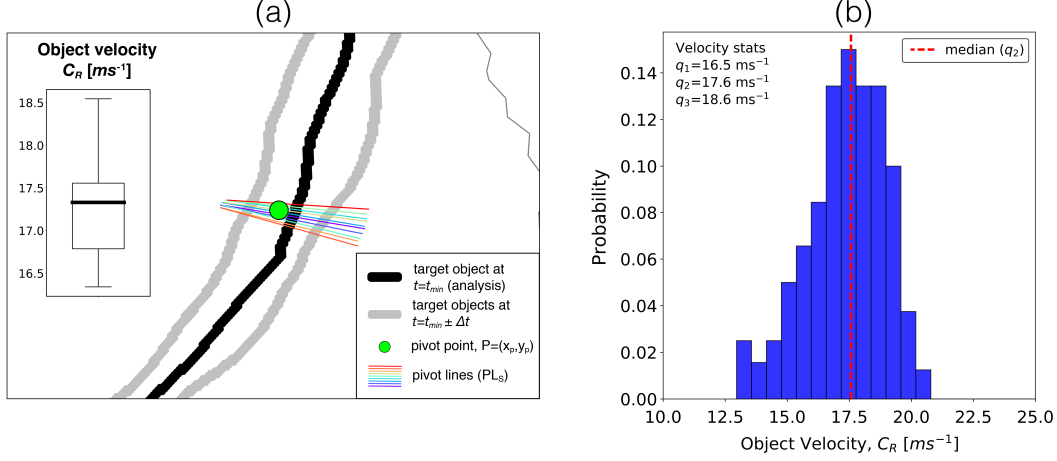 (a)
Object velocity
C_R [ms⁻¹]
18.5
18.0
17.5
17.0
16.5
target object at
t=t_min (analysis)
target objects at
t=t_min ± Δt
pivot point, P=(x_p,y_p)
pivot lines (PL_S)
(b)
Velocity stats
q₁=16.5 ms⁻¹
q₂=17.6 ms⁻¹
q₃=18.6 ms⁻¹
median (q₂)
Probability
0.14
0.12
0.10
0.08
0.06
0.04
0.02
0.00
10.0 12.5 15.0 17.5 20.0 22.5 25.0
Object Velocity, C_R [ms⁻¹]